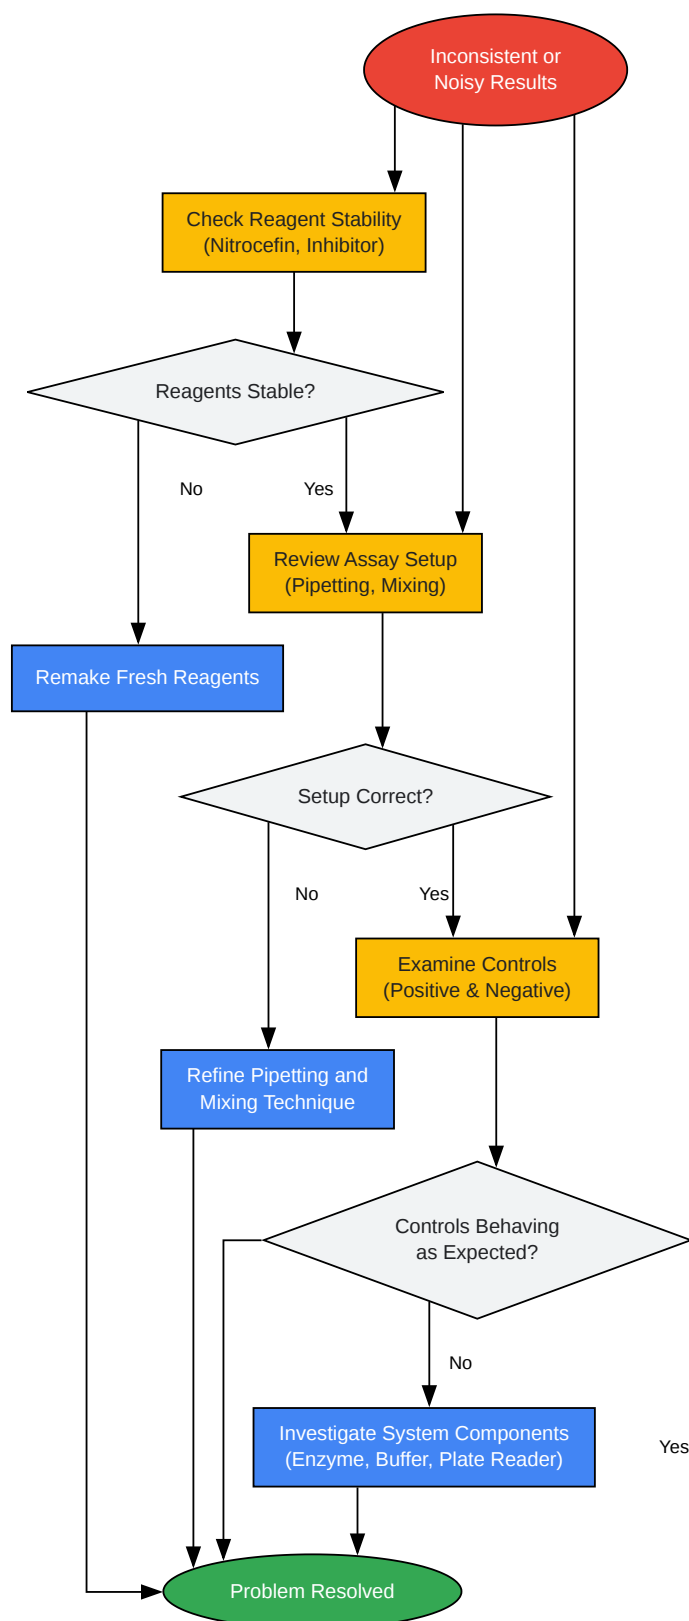 Inconsistent or
Noisy Results
Check Reagent Stability
(Nitrocefin, Inhibitor)
Reagents Stable?
No
Yes
Review Assay Setup
(Pipetting, Mixing)
Remake Fresh Reagents
Setup Correct?
No
Yes
Examine Controls
(Positive & Negative)
Refine Pipetting and
Mixing Technique
Controls Behaving
as Expected?
No
Investigate System Components
(Enzyme, Buffer, Plate Reader)
Yes
Problem Resolved